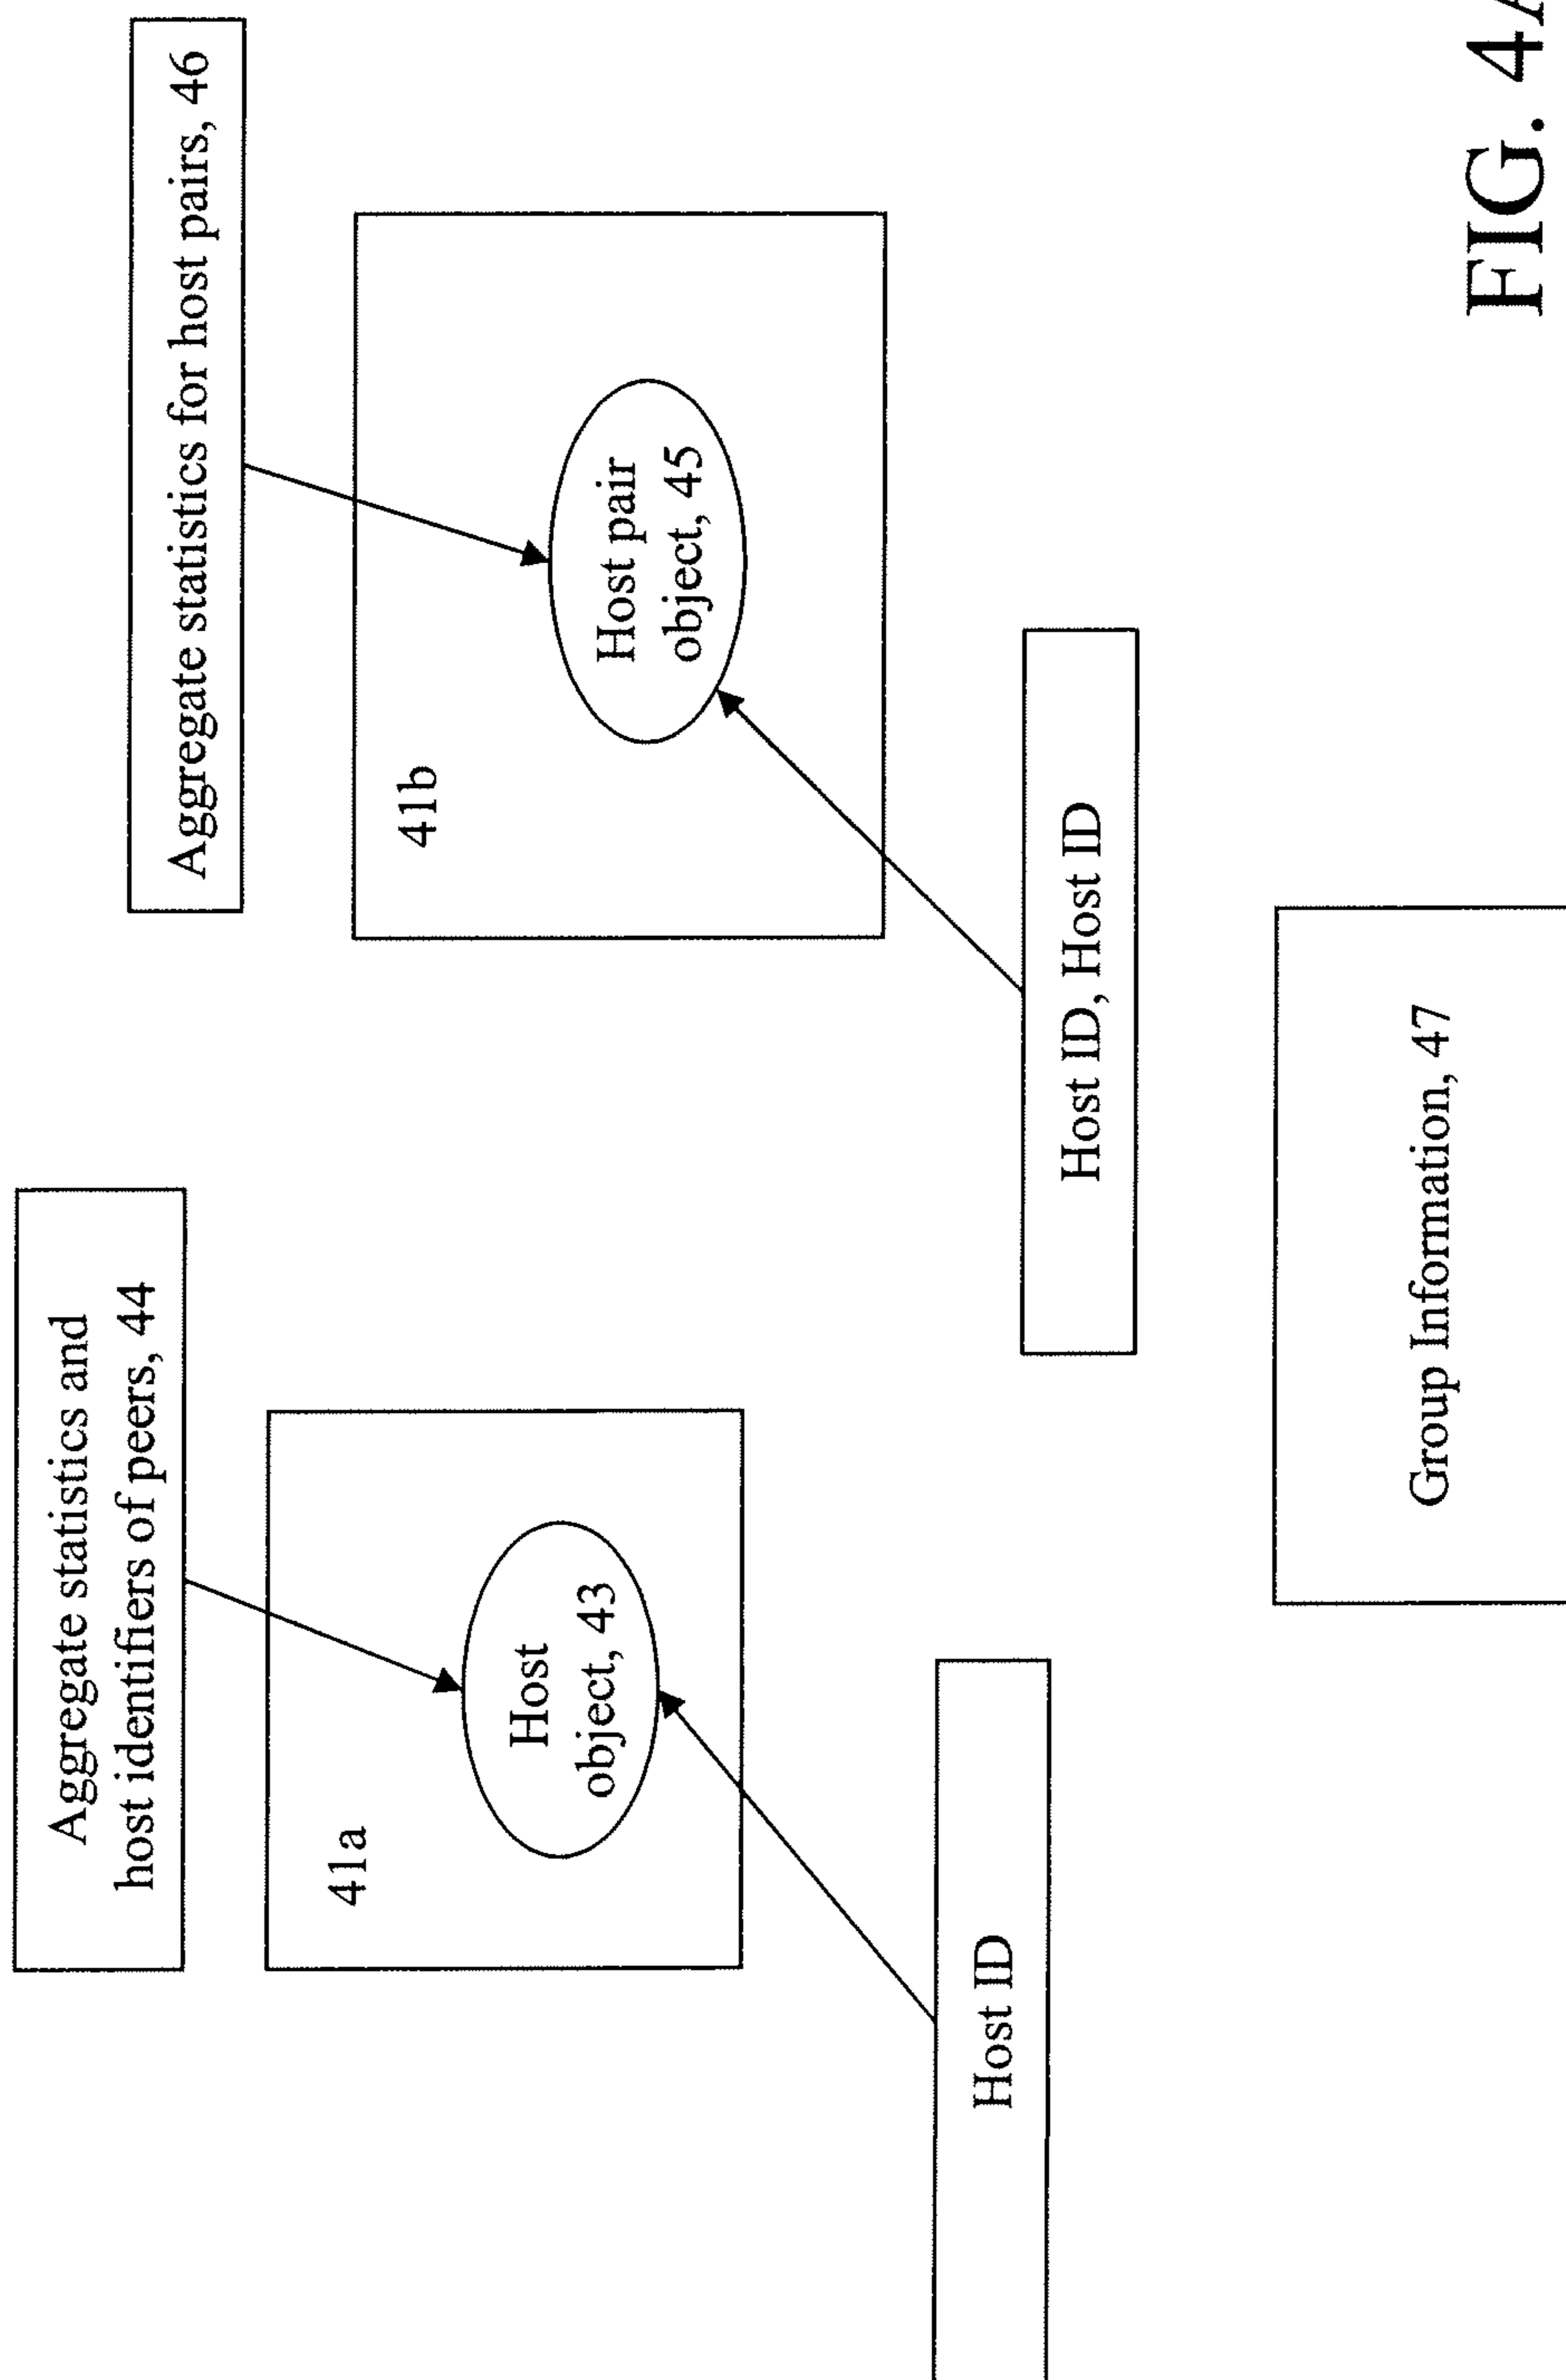 Aggregate statistics and
host identifiers of peers, 44
41a
Host
object, 43
Host ID
Aggregate statistics for host pairs, 46
41b
Host pair
object, 45
Host ID, Host ID
Group Information, 47
FIG. 4A